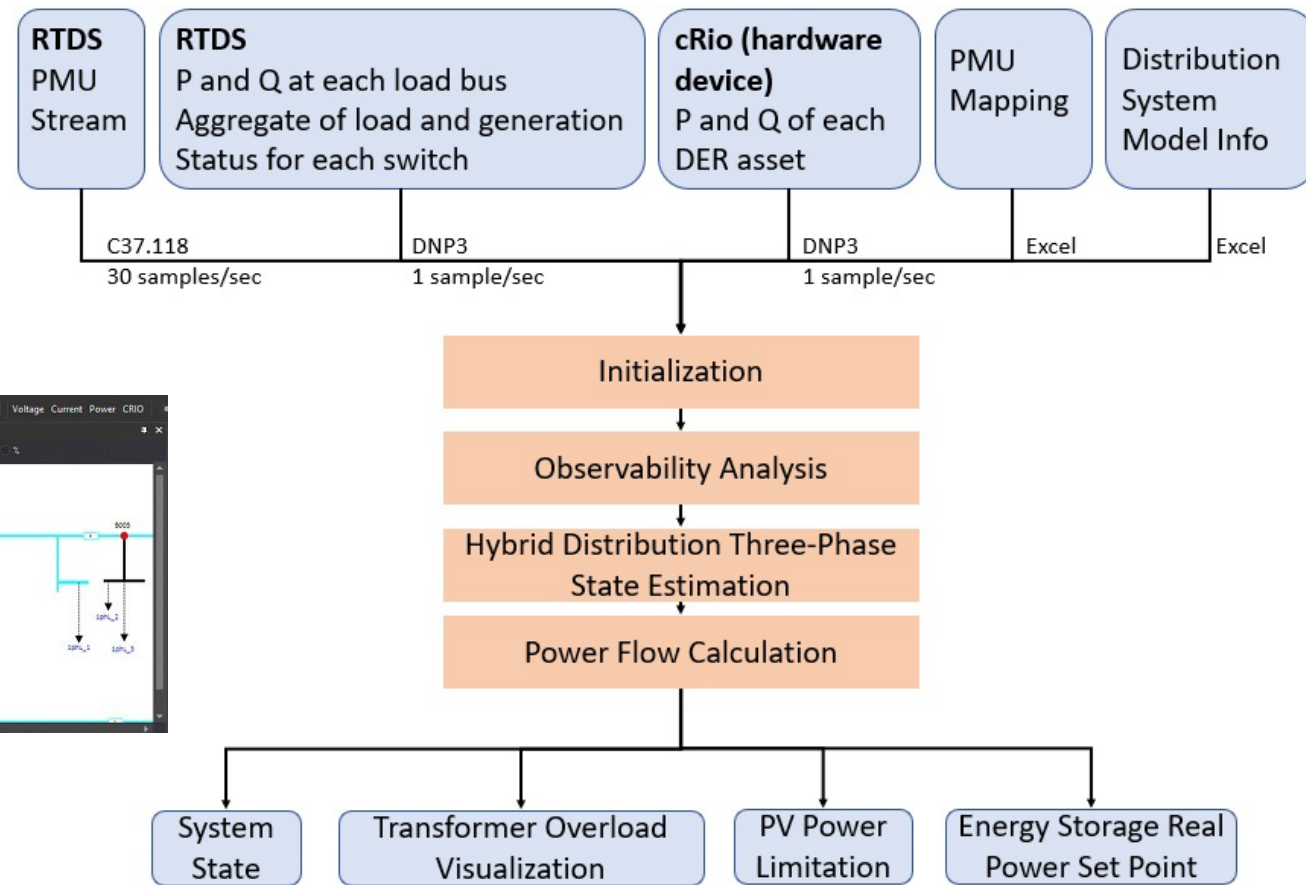 RTDS
PMU
Stream
RTDS
P and Q at each load bus
Aggregate of load and generation
Status for each switch
cRio (hardware
device)
P and Q of each
DER asset
PMU
Mapping
Distribution
System
Model Info
C37.118
30 samples/sec
DNP3
1 sample/sec
DNP3
1 sample/sec
Excel
Excel
Initialization
Observability Analysis
Hybrid Distribution Three-Phase
State Estimation
Power Flow Calculation
Voltage Current Power CRIO
%
1phL_2
1phL_1
1phL_3
System
State
Transformer Overload
Visualization
PV Power
Limitation
Energy Storage Real
Power Set Point